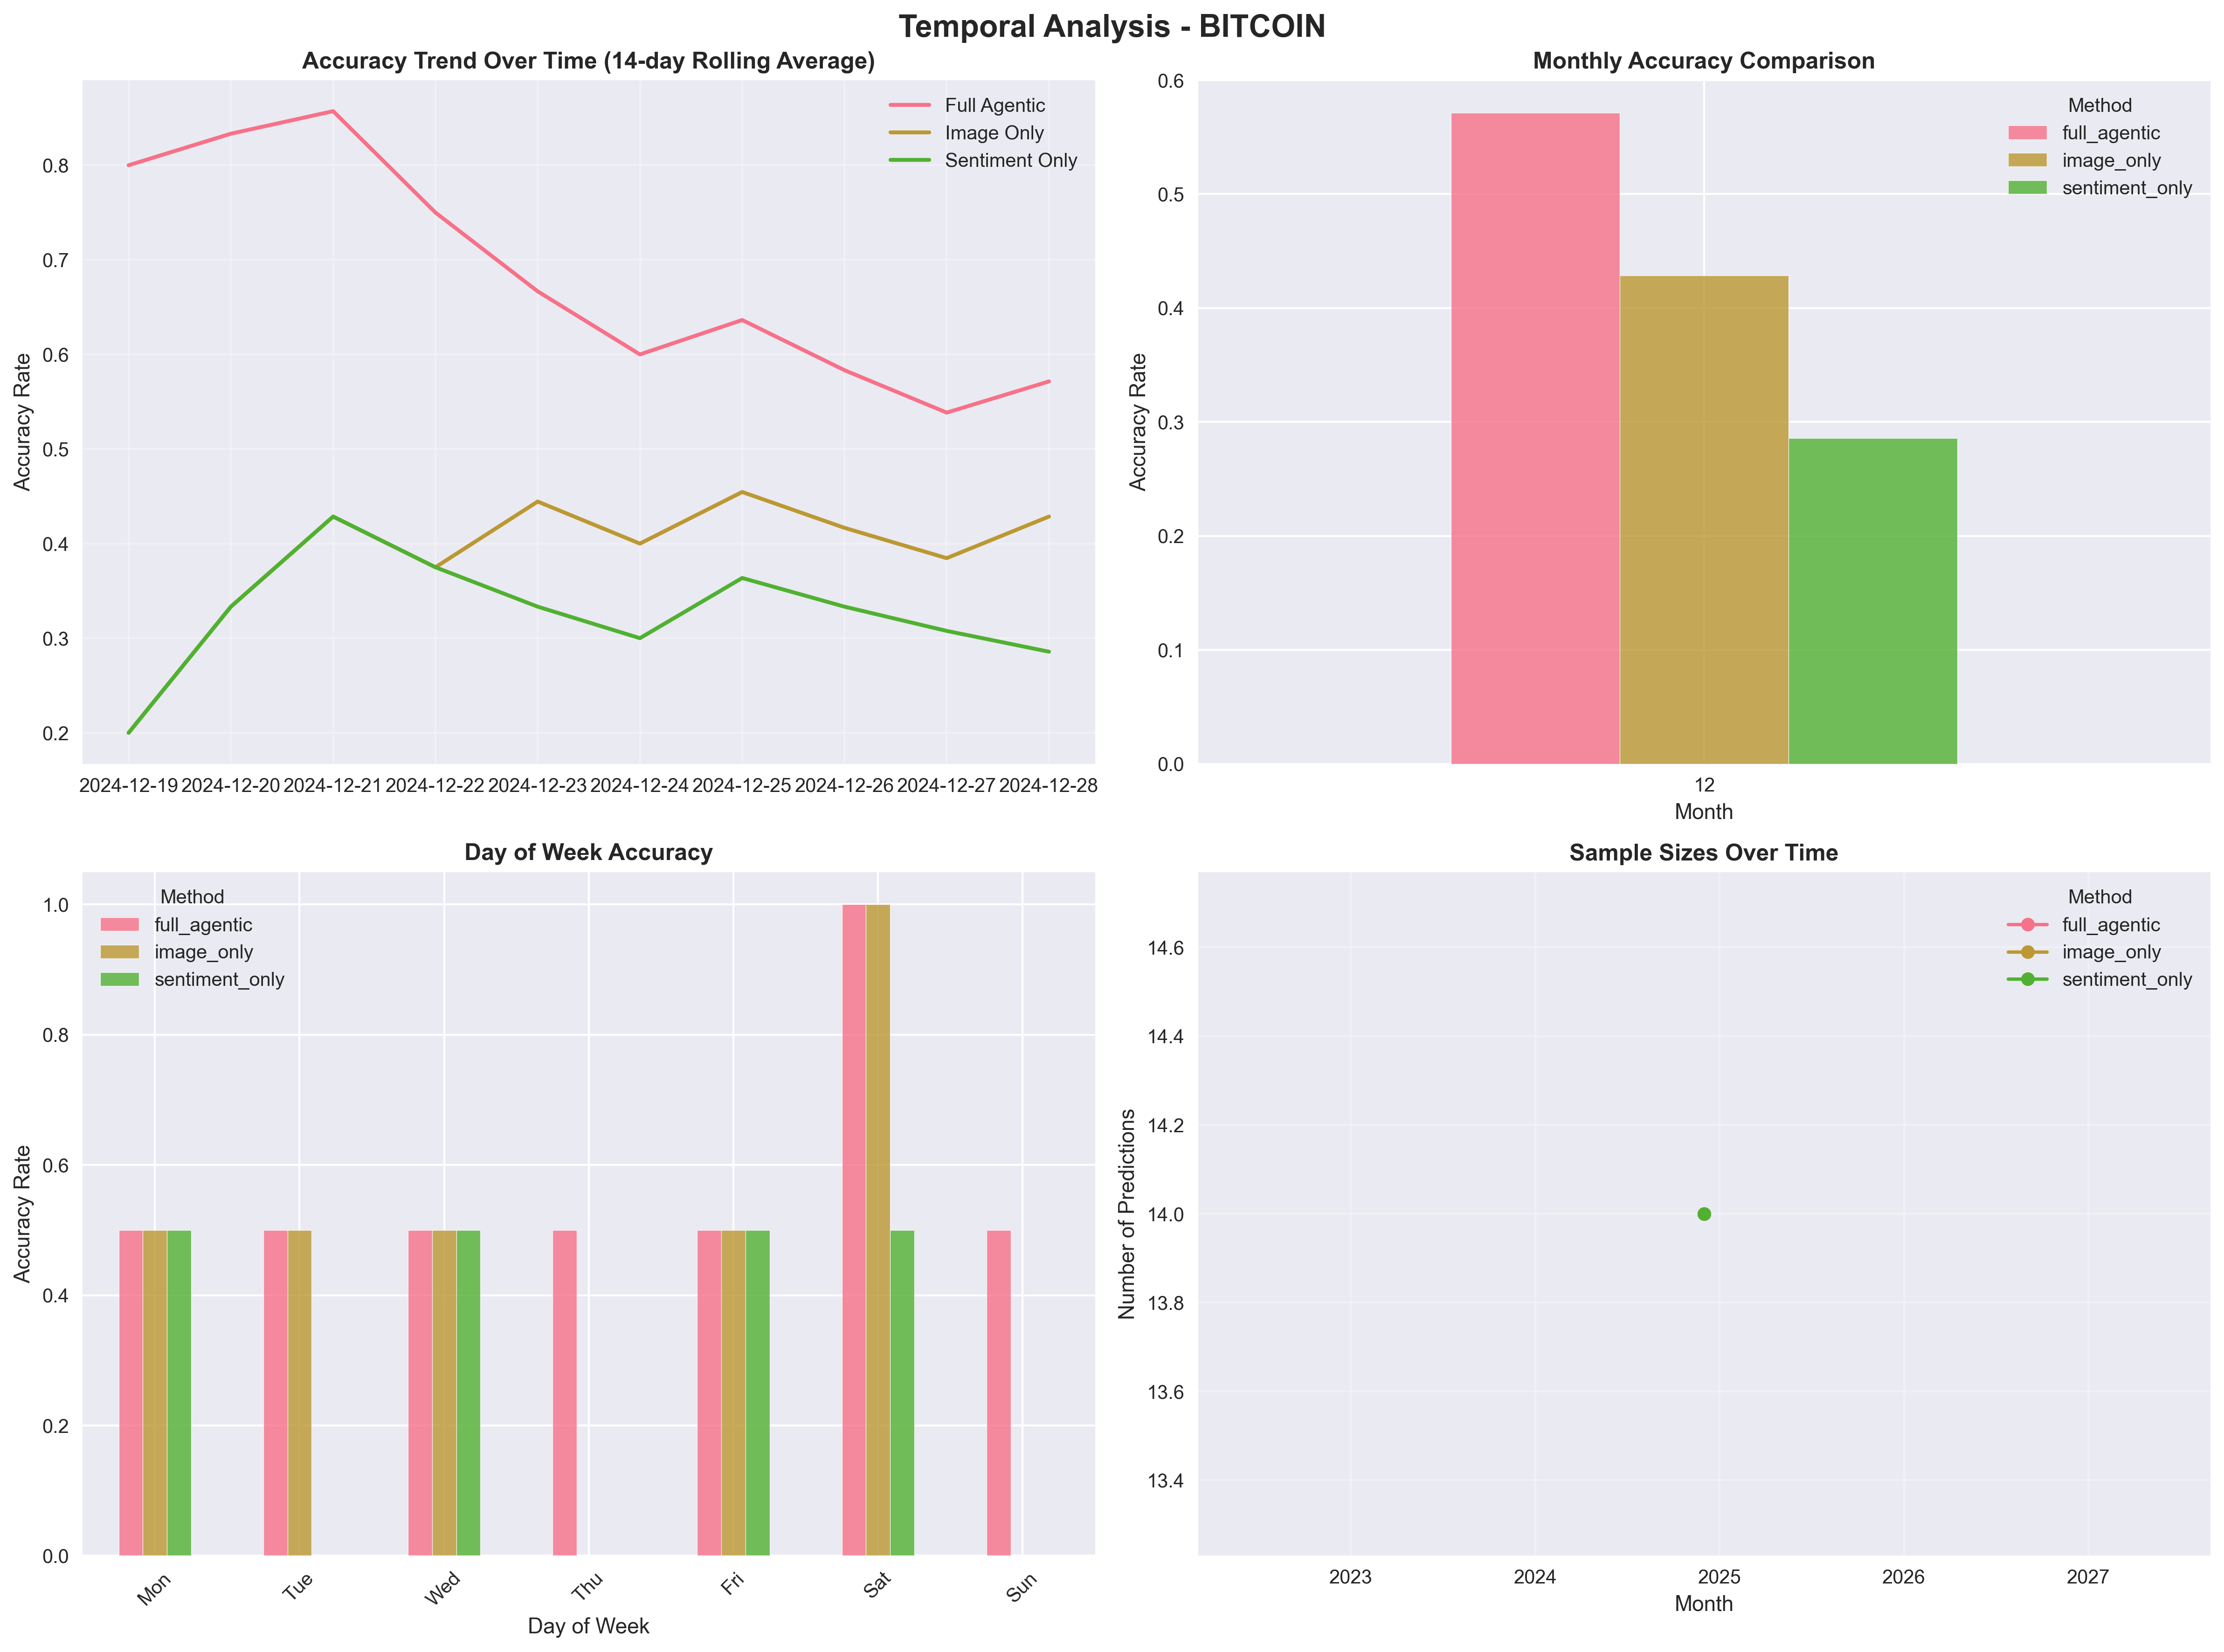 Temporal Analysis - BITCOIN
Accuracy Trend Over Time (14-day Rolling Average)
Full Agentic
Image Only
Sentiment Only
Accuracy Rate
0.8
0.7
0.6
0.5
0.4
0.3
0.2
2024-12-19 2024-12-20 2024-12-21 2024-12-22 2024-12-23 2024-12-24 2024-12-25 2024-12-26 2024-12-27 2024-12-28
Monthly Accuracy Comparison
Method
full_agentic
image_only
sentiment_only
Accuracy Rate
0.6
0.5
0.4
0.3
0.2
0.1
0.0
12
Month
Day of Week Accuracy
Method
full_agentic
image_only
sentiment_only
Accuracy Rate
1.0
0.8
0.6
0.4
0.2
0.0
Mon Tue Wed Thu Fri Sat Sun
Day of Week
Sample Sizes Over Time
Method
full_agentic
image_only
sentiment_only
Number of Predictions
14.6
14.4
14.2
14.0
13.8
13.6
13.4
2023 2024 2025 2026 2027
Month